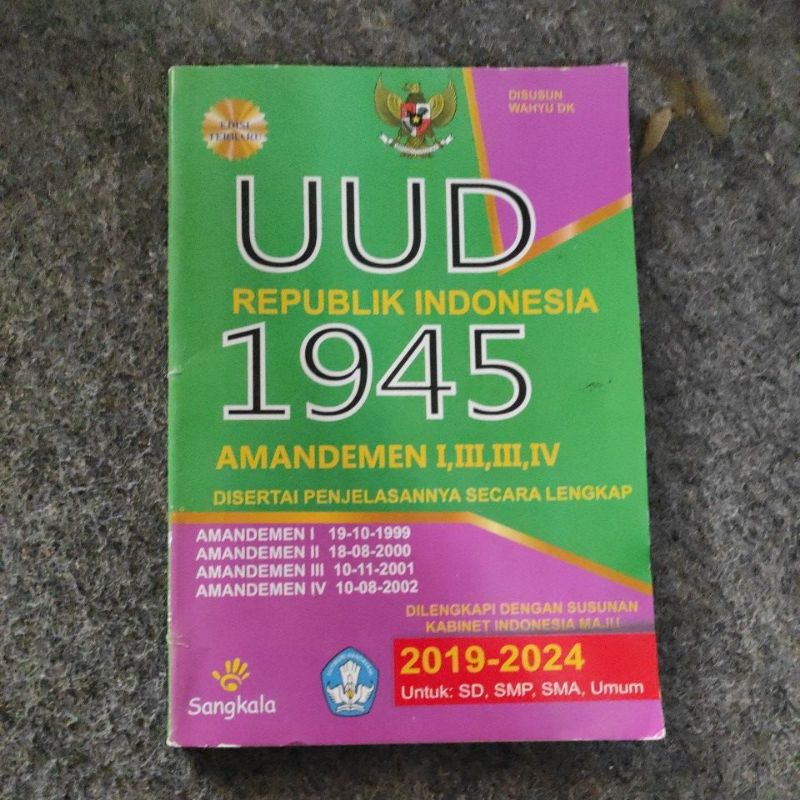 DISUSUN
WAHYU DK
EDISI
TERBARU
UUD
REPUBLIK INDONESIA
1945
AMANDEMEN I,III,III,IV
DISERTAI PENJELASANNYA SECARA LENGKAP
AMANDEMEN I 19-10-1999
AMANDEMEN II 18-08-2000
AMANDEMEN III 10-11-2001
AMANDEMEN IV 10-08-2002
DILENGKAPI DENGAN SUSUNAN
KABINET INDONESIA MAJU
2019-2024
Untuk: SD, SMP, SMA, Umum
Sangkala